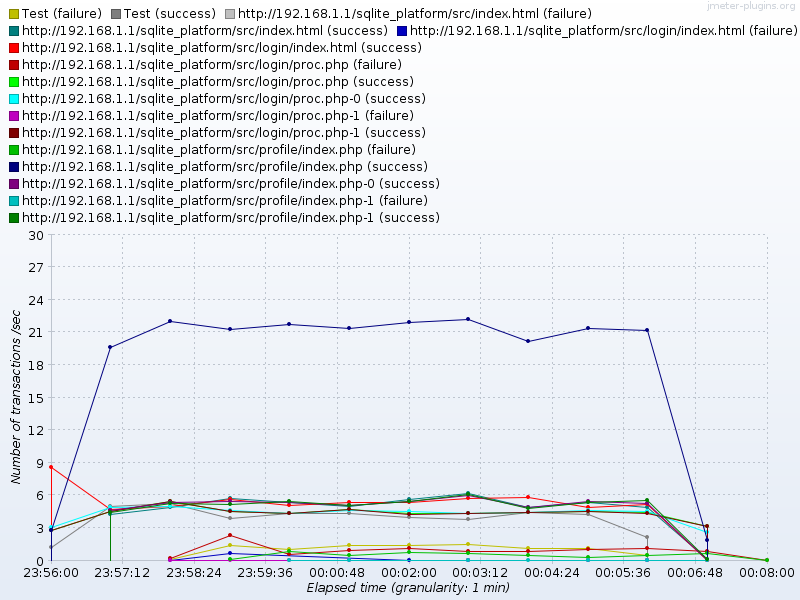 jmeter-plugins.org
Test (failure) Test (success) http://192.168.1.1/sqlite_platform/src/index.html (failure)
http://192.168.1.1/sqlite_platform/src/index.html (success) http://192.168.1.1/sqlite_platform/src/login/index.html (failure)
http://192.168.1.1/sqlite_platform/src/login/index.html (success)
http://192.168.1.1/sqlite_platform/src/login/proc.php (failure)
http://192.168.1.1/sqlite_platform/src/login/proc.php (success)
http://192.168.1.1/sqlite_platform/src/login/proc.php-0 (success)
http://192.168.1.1/sqlite_platform/src/login/proc.php-1 (failure)
http://192.168.1.1/sqlite_platform/src/login/proc.php-1 (success)
http://192.168.1.1/sqlite_platform/src/profile/index.php (failure)
http://192.168.1.1/sqlite_platform/src/profile/index.php (success)
http://192.168.1.1/sqlite_platform/src/profile/index.php-0 (success)
http://192.168.1.1/sqlite_platform/src/profile/index.php-1 (failure)
http://192.168.1.1/sqlite_platform/src/profile/index.php-1 (success)
Number of transactions /sec
30
27
24
21
18
15
12
9
6
3
0
23:56:00 23:57:12 23:58:24 23:59:36 00:00:48 00:02:00 00:03:12 00:04:24 00:05:36 00:06:48 00:08:00
Elapsed time (granularity: 1 min)